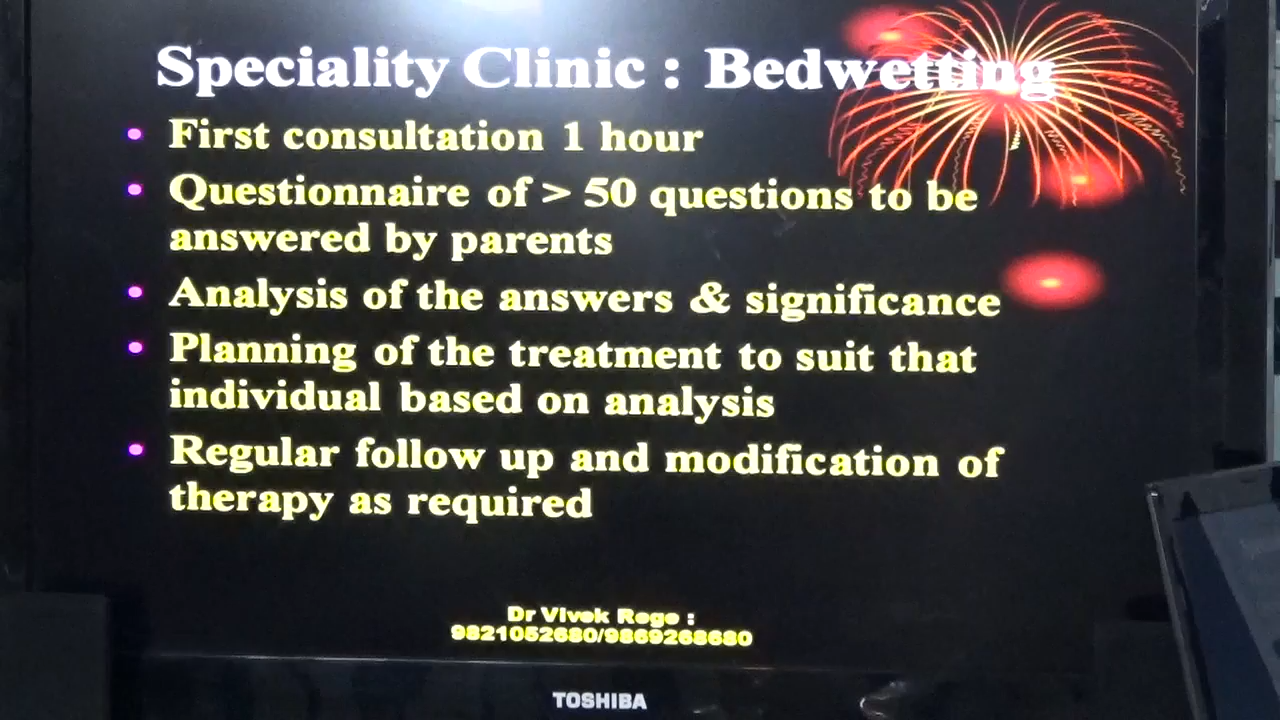 Speciality Clinic : Bedwetting
• First consultation 1 hour
• Questionnaire of > 50 questions to be
answered by parents
• Analysis of the answers & significance
• Planning of the treatment to suit that
individual based on analysis
• Regular follow up and modification of
therapy as required
Dr Vivek Rege :
9821052680/9869268680
TOSHIBA